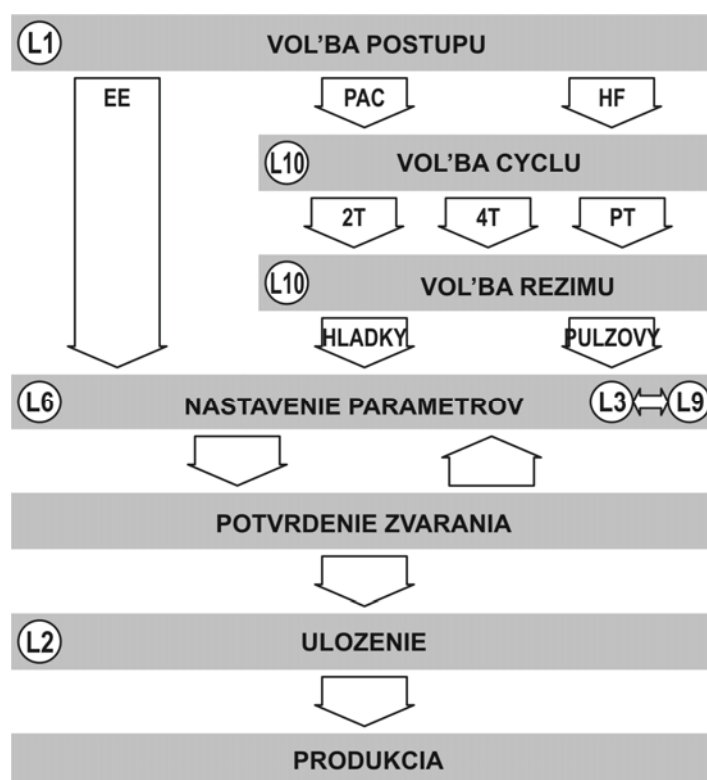 L1 VOL'BA POSTUPU
EE PAC HF
L10 VOL'BA CYCLU
2T 4T PT
L10 VOL'BA REZIMU
HLADKY PULZOVY
L6 NASTAVENIE PARAMETROV L3 L9
POTVRDENIE ZVARANIA
L2 ULOZENIE
PRODUKCIA